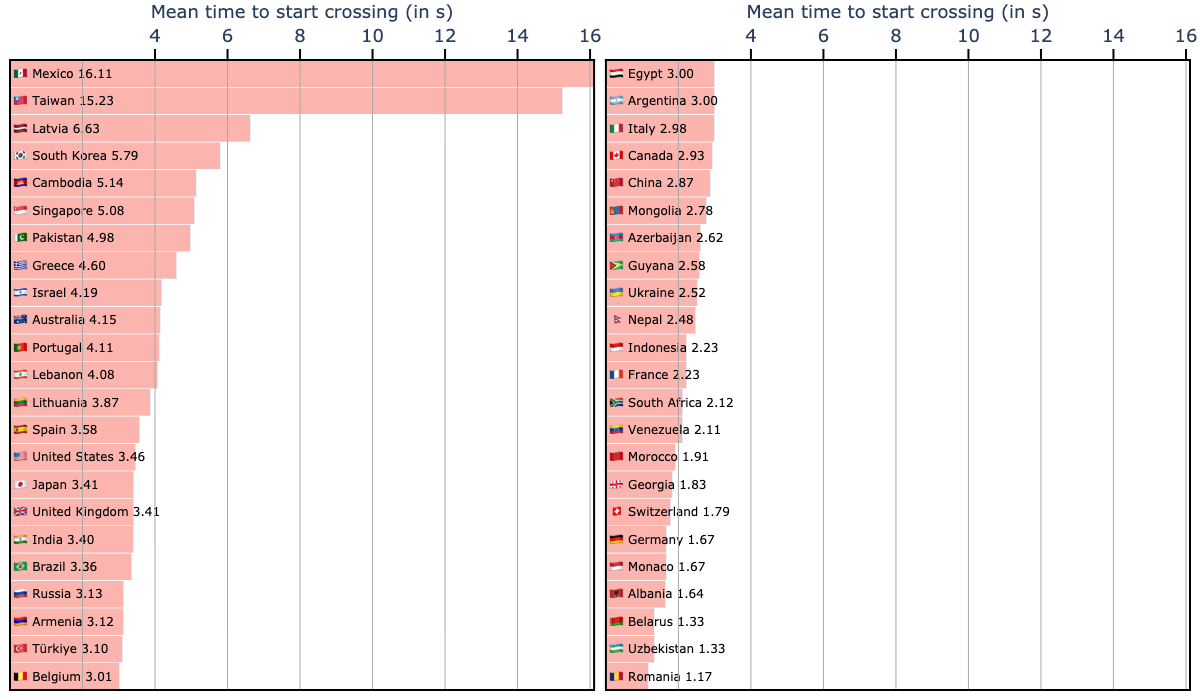 Mean time to start crossing (in s)
4 6 8 10 12 14 16
Mexico 16.11
Taiwan 15.23
Latvia 6.63
South Korea 5.79
Cambodia 5.14
Singapore 5.08
Pakistan 4.98
Greece 4.60
Israel 4.19
Australia 4.15
Portugal 4.11
Lebanon 4.08
Lithuania 3.87
Spain 3.58
United States 3.46
Japan 3.41
United Kingdom 3.41
India 3.40
Brazil 3.36
Russia 3.13
Armenia 3.12
Türkiye 3.10
Belgium 3.01
Mean time to start crossing (in s)
4 6 8 10 12 14 16
Egypt 3.00
Argentina 3.00
Italy 2.98
Canada 2.93
China 2.87
Mongolia 2.78
Azerbaijan 2.62
Guyana 2.58
Ukraine 2.52
Nepal 2.48
Indonesia 2.23
France 2.23
South Africa 2.12
Venezuela 2.11
Morocco 1.91
Georgia 1.83
Switzerland 1.79
Germany 1.67
Monaco 1.67
Albania 1.64
Belarus 1.33
Uzbekistan 1.33
Romania 1.17